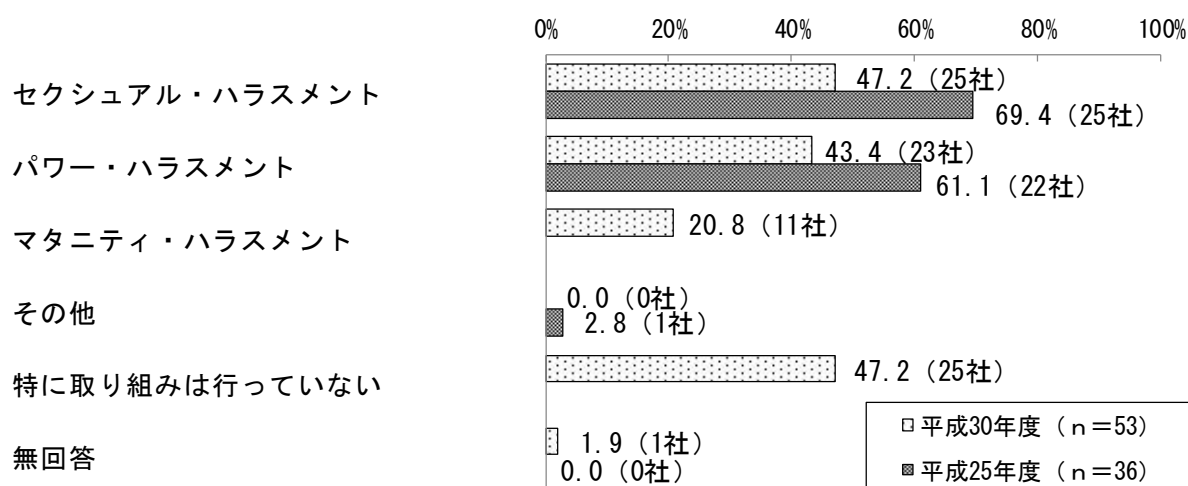 0% 20% 40% 60% 80% 100%
セクシュアル・ハラスメント
47.2（25社）
69.4（25社）
パワー・ハラスメント
43.4（23社）
61.1（22社）
マタニティ・ハラスメント
20.8（11社）
その他
0.0（0社）
2.8（1社）
特に取り組みは行っていない
47.2（25社）
無回答
1.9（1社）
0.0（0社）
平成30年度（ｎ＝53）
平成25年度（ｎ＝36）